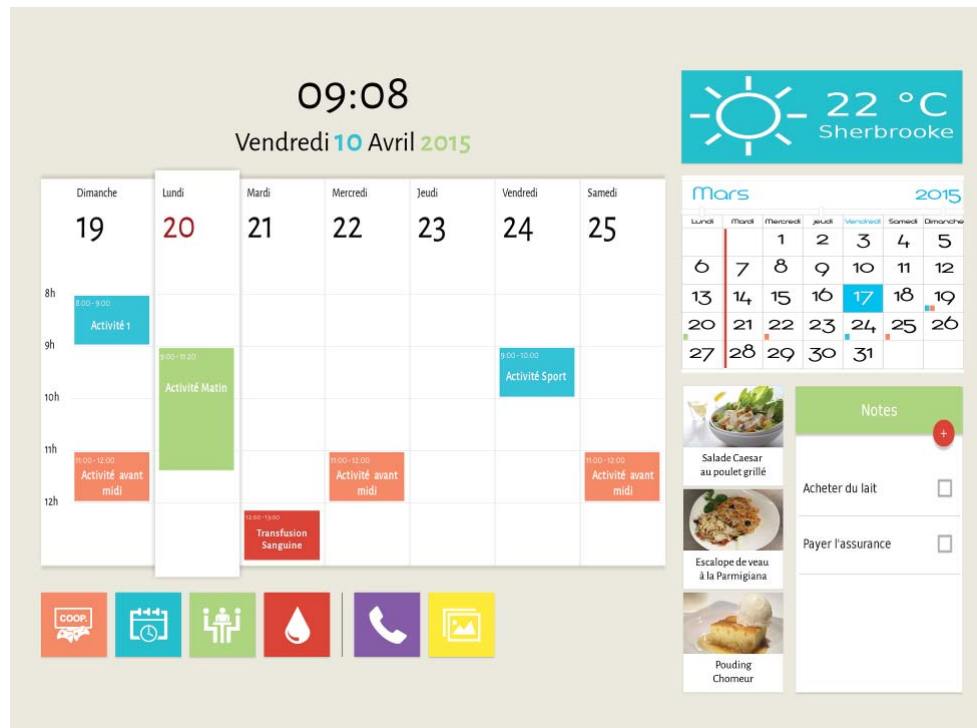 09:08
Vendredi 10 Avril 2015
22 °C
Sherbrooke
Dimanche Lundi Mardi Mercredi Jeudi Vendredi Samedi
19 20 21 22 23 24 25
8h
8:00 - 9:00
Activité 1
9h
9:00 - 11:20
Activité Matin
9:00 - 10:00
Activité Sport
10h
11h
11:00 - 12:00
Activité avant
midi
11:00 - 12:00
Activité avant
midi
11:00 - 12:00
Activité avant
midi
12h
12:00 - 13:00
Transfusion
Sanguine
COOP.
Mars 2015
Lundi Mardi Mercredi jeudi Vendredi Samedi Dimanche
1 2 3 4 5
6 7 8 9 10 11 12
13 14 15 16 17 18 19
20 21 22 23 24 25 26
27 28 29 30 31
Salade Caesar
au poulet grillé
Escalope de veau
à la Parmigiana
Pouding
Chomeur
Notes
+
Acheter du lait
Payer l'assurance